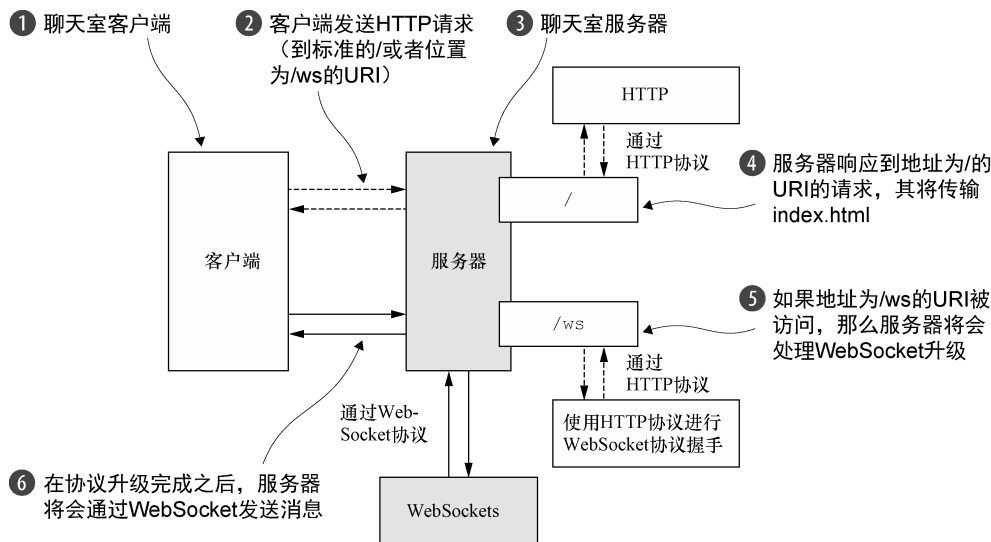 1 聊天室客户端
2 客户端发送HTTP请求
（到标准的/或者位置
为/ws的URI）
3 聊天室服务器
HTTP
通过
HTTP协议
/
4 服务器响应到地址为/的
URI的请求，其将传输
index.html
客户端
服务器
/ws
5 如果地址为/ws的URI被
访问，那么服务器将会
处理WebSocket升级
通过
HTTP协议
使用HTTP协议进行
WebSocket协议握手
通过Web-
Socket协议
6 在协议升级完成之后，服务器
将会通过WebSocket发送消息
WebSockets